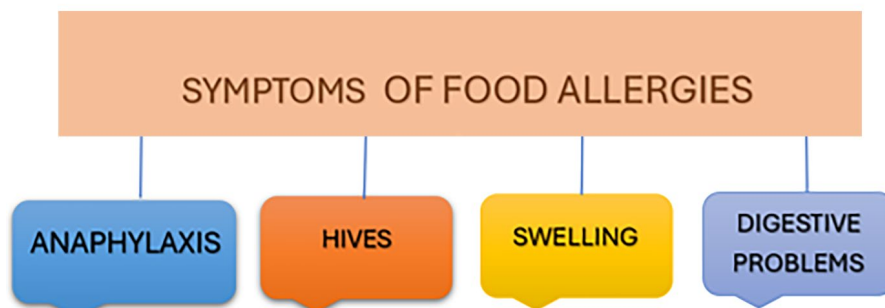 SYMPTOMS OF FOOD ALLERGIES
ANAPHYLAXIS
HIVES
SWELLING
DIGESTIVE
PROBLEMS